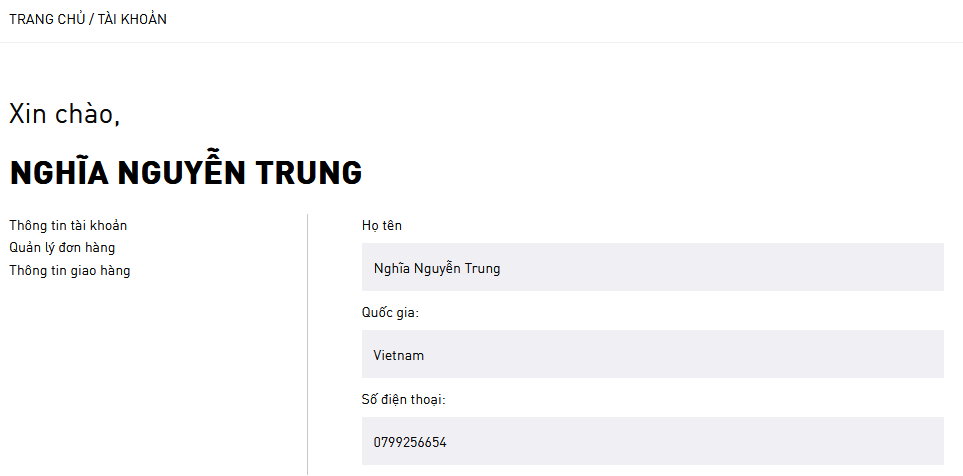 TRANG CHỦ / TÀI KHOẢN
Xin chào,
NGHĨA NGUYỄN TRUNG
Thông tin tài khoản
Quản lý đơn hàng
Thông tin giao hàng
Họ tên
Nghĩa Nguyễn Trung
Quốc gia:
Vietnam
Số điện thoại:
0799256654